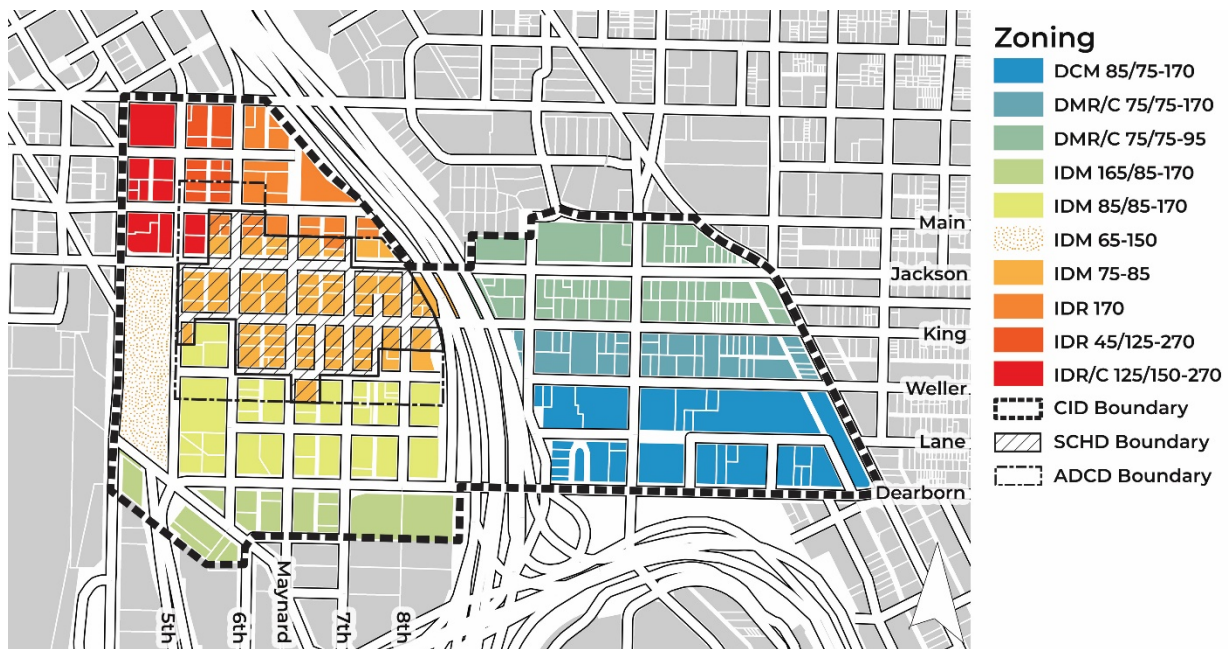 Zoning
DCM 85/75-170
DMR/C 75/75-170
DMR/C 75/75-95
IDM 165/85-170
IDM 85/85-170
IDM 65-150
IDM 75-85
IDR 170
IDR 45/125-270
IDR/C 125/150-270
CID Boundary
SCHD Boundary
ADCD Boundary
Main
Jackson
King
Weller
Lane
Dearborn
5th
6th
Maynard
7th
8th